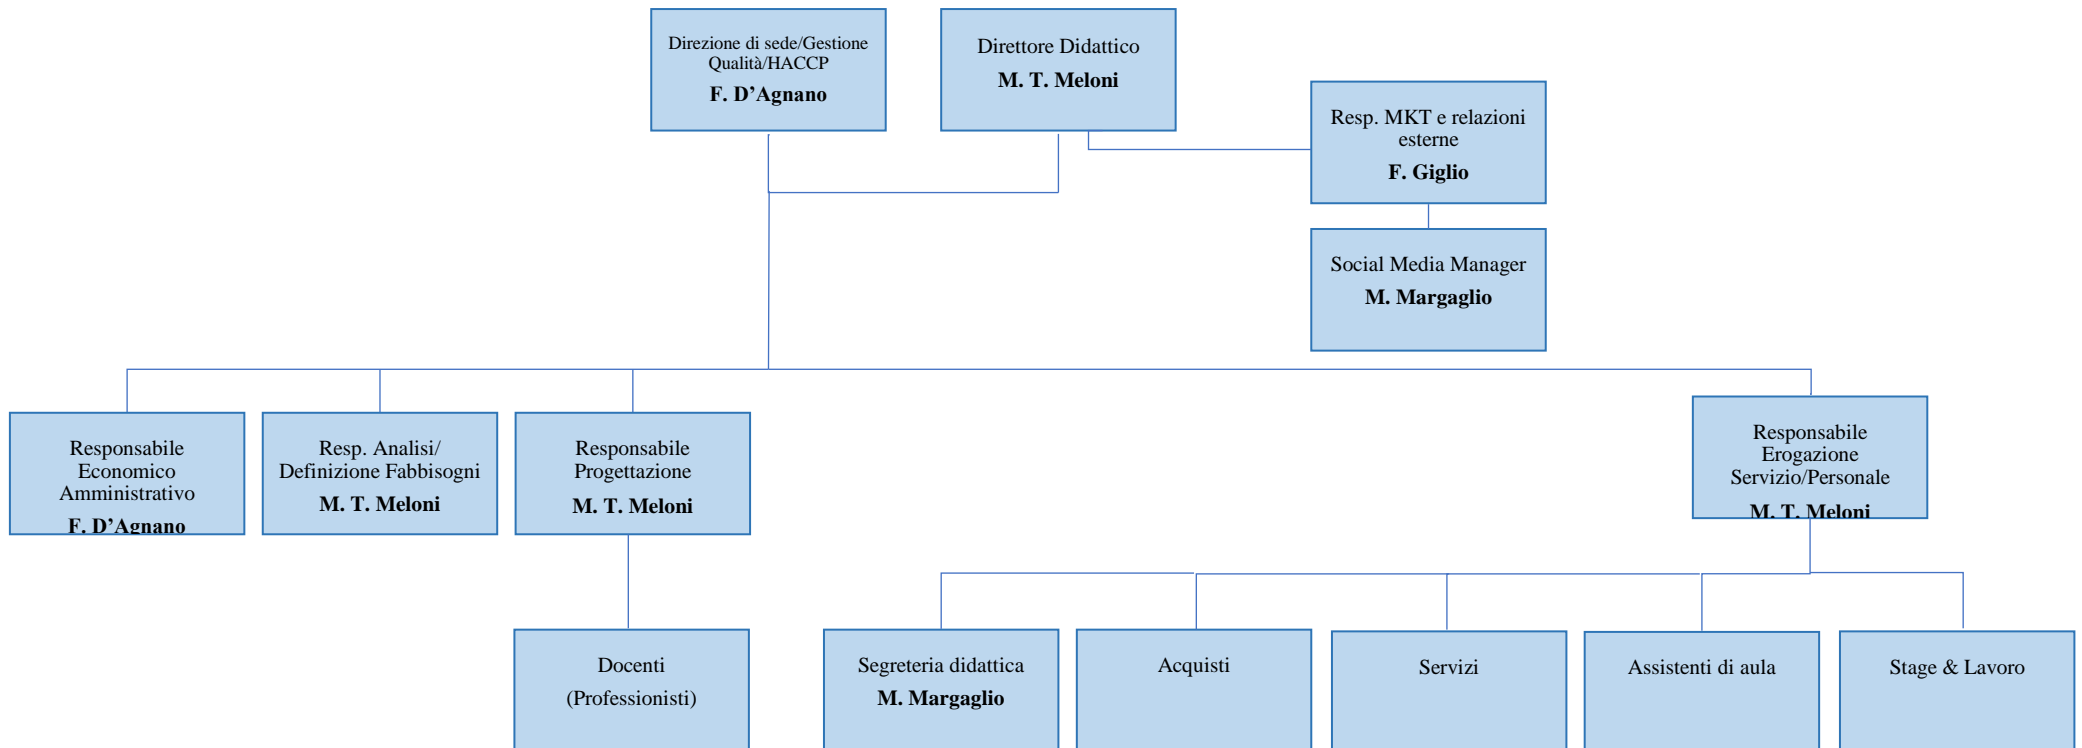 Direzione di sede/Gestione
Qualità/HACCP
F. D’Agnano
Direttore Didattico
M. T. Meloni
Resp. MKT e relazioni
esterne
F. Giglio
Social Media Manager
M. Margaglio
Responsabile
Economico
Amministrativo
F. D’Agnano
Resp. Analisi/
Definizione Fabbisogni
M. T. Meloni
Responsabile
Progettazione
M. T. Meloni
Responsabile
Erogazione
Servizio/Personale
M. T. Meloni
Docenti
(Professionisti)
Segreteria didattica
M. Margaglio
Acquisti
Servizi
Assistenti di aula
Stage & Lavoro